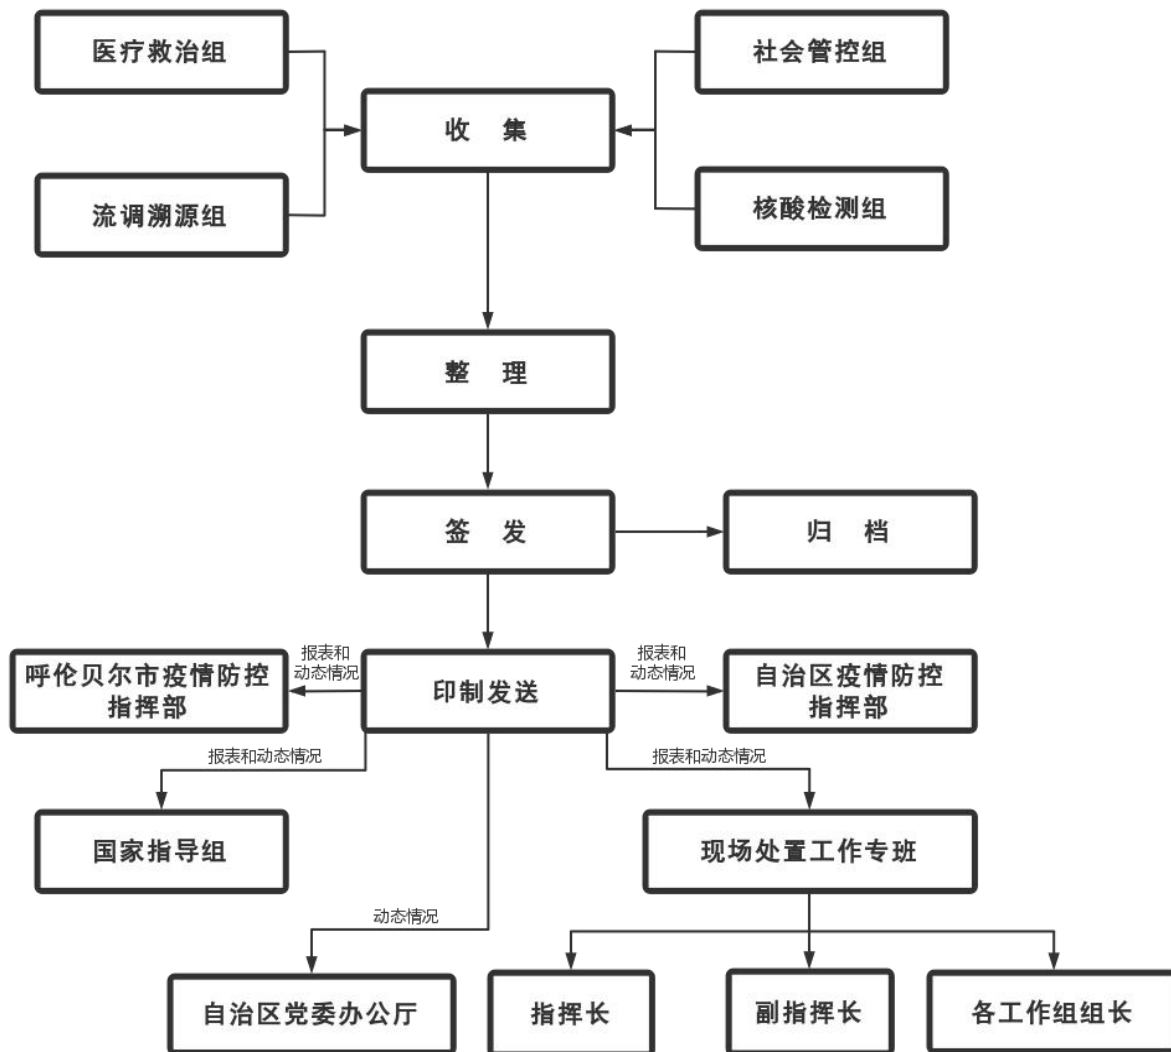 医疗救治组
社会管控组
收 集
流调溯源组
核酸检测组
整 理
签 发
归 档
呼伦贝尔市疫情防控
指挥部
报表和
动态情况
印制发送
报表和
动态情况
自治区疫情防控
指挥部
报表和动态情况
报表和动态情况
国家指导组
现场处置工作专班
动态情况
自治区党委办公厅
指挥长
副指挥长
各工作组组长